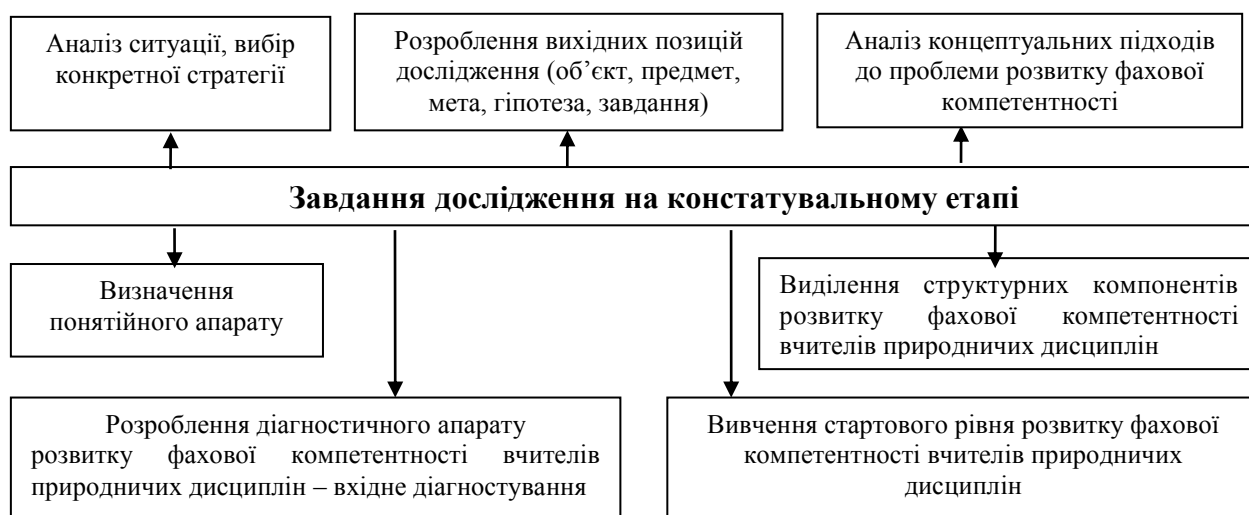 Аналіз ситуації, вибір
конкретної стратегії
Розроблення вихідних позицій
дослідження (об’єкт, предмет,
мета, гіпотеза, завдання)
Аналіз концептуальних підходів
до проблеми розвитку фахової
компетентності
Завдання дослідження на констатувальному етапі
Визначення
понятійного апарату
Виділення структурних компонентів
розвитку фахової компетентності
вчителів природничих дисциплін
Розроблення діагностичного апарату
розвитку фахової компетентності вчителів
природничих дисциплін – вхідне діагностування
Вивчення стартового рівня розвитку фахової
компетентності вчителів природничих
дисциплін